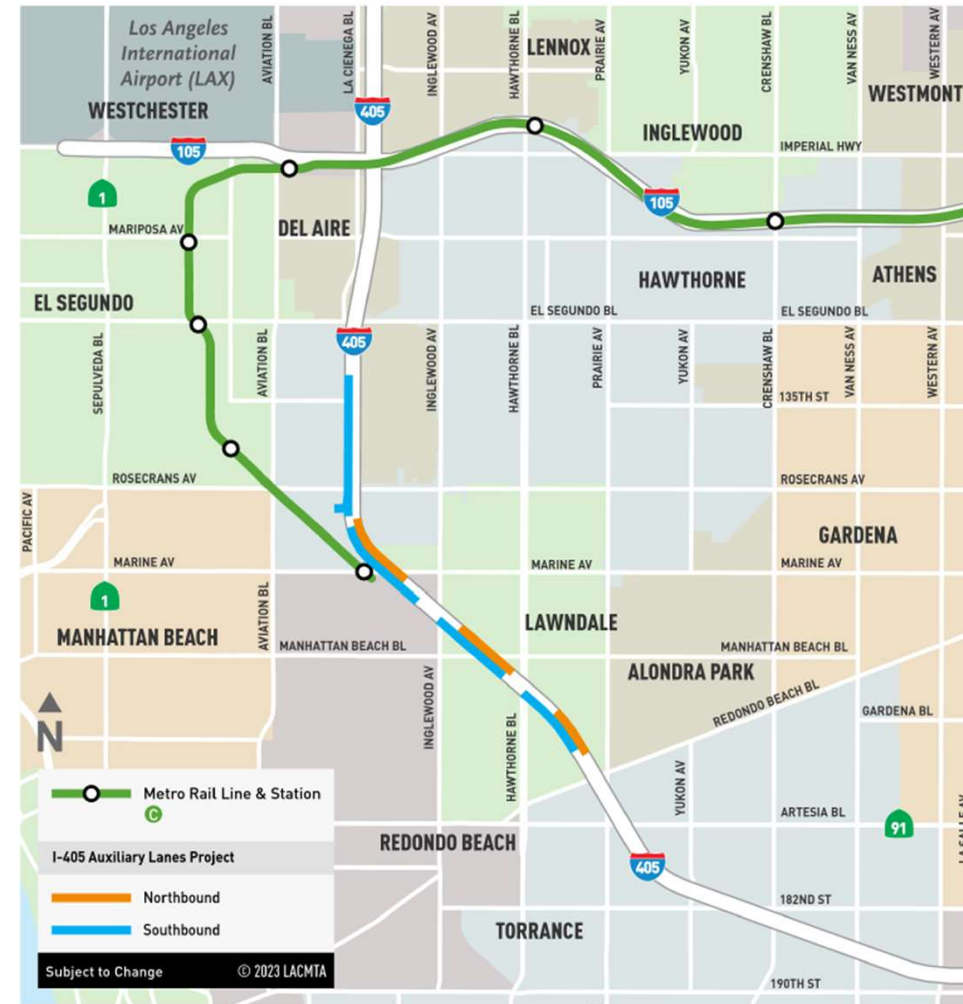 Los Angeles
International
Airport (LAX)
WESTCHESTER
AVIATION BL
LA CIENEGA BL
405
INGLEWOOD AV
HAWTHORNE BL
LENNOX
PRAIRIE AV
YUKON AV
CRENSHAW BL
VAN NESS AV
WESTERN AV
WESTMONT
105
INGLEWOOD
IMPERIAL HWY
1
105
MARIPOSA AV
DEL AIRE
HAWTHORNE
ATHENS
EL SEGUNDO
EL SEGUNDO BL
EL SEGUNDO BL
405
SEPULVEDA BL
AVIATION BL
INGLEWOOD AV
HAWTHORNE BL
PRAIRIE AV
YUKON AV
CRENSHAW BL
VAN NESS AV
WESTERN AV
135TH ST
ROSECRANS AV
ROSECRANS AV
PACIFIC AV
GARDENA
MARINE AV
MARINE AV
MARINE AV
1
MANHATTAN BEACH
AVIATION BL
LAWNDALE
MANHATTAN BEACH BL
MANHATTAN BEACH BL
ALONDRA PARK
REDONDO BEACH BL
GARDENA BL
N
INGLEWOOD AV
HAWTHORNE BL
YUKON AV
ARTESIA BL
91
REDONDO BEACH
405
182ND ST
TORRANCE
190TH ST
Metro Rail Line & Station
C
I-405 Auxiliary Lanes Project
Northbound
Southbound
Subject to Change
© 2023 LACMTA